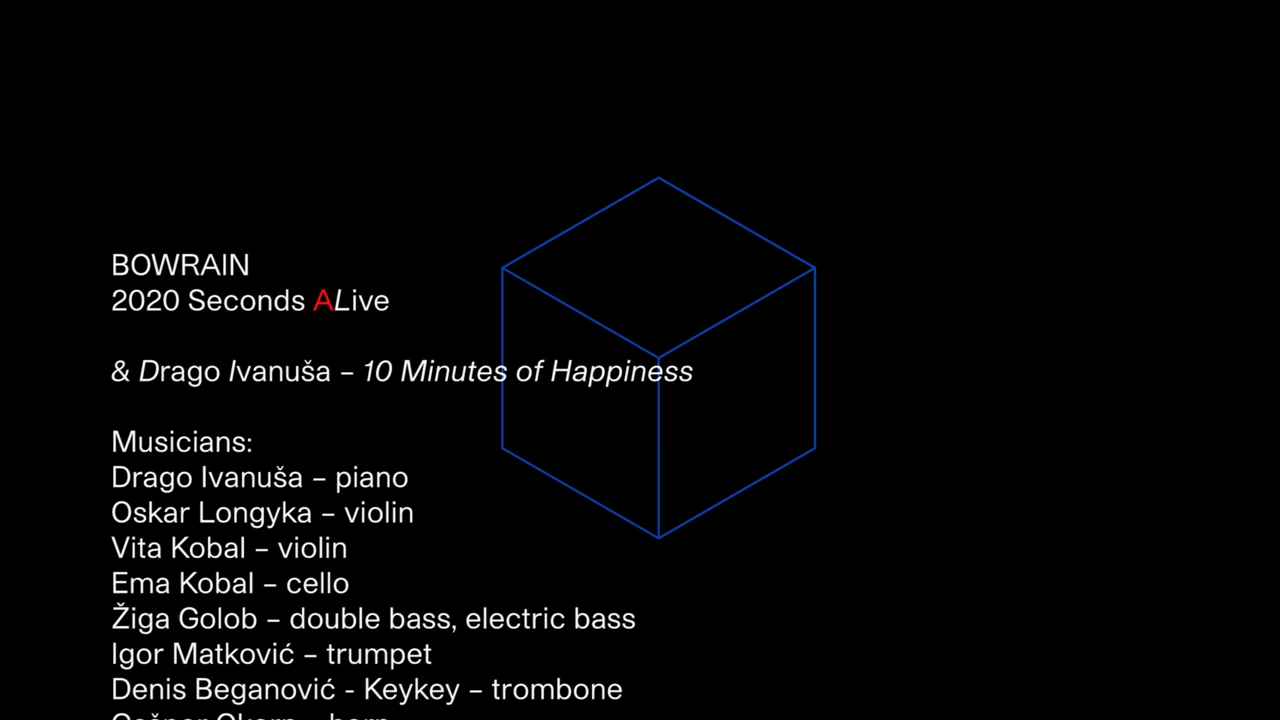 BOWRAIN
2020 Seconds ALive
& Drago Ivanuša – 10 Minutes of Happiness
Musicians:
Drago Ivanuša – piano
Oskar Longyka – violin
Vita Kobal – violin
Ema Kobal – cello
Žiga Golob – double bass, electric bass
Igor Matković – trumpet
Denis Beganović - Keykey – trombone